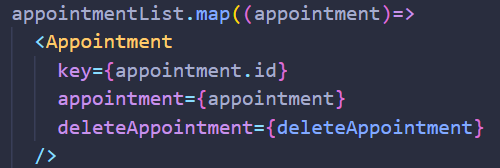 appointmentList.map((appointment)=>
<Appointment
key={appointment.id}
appointment={appointment}
deleteAppointment={deleteAppointment}
/>